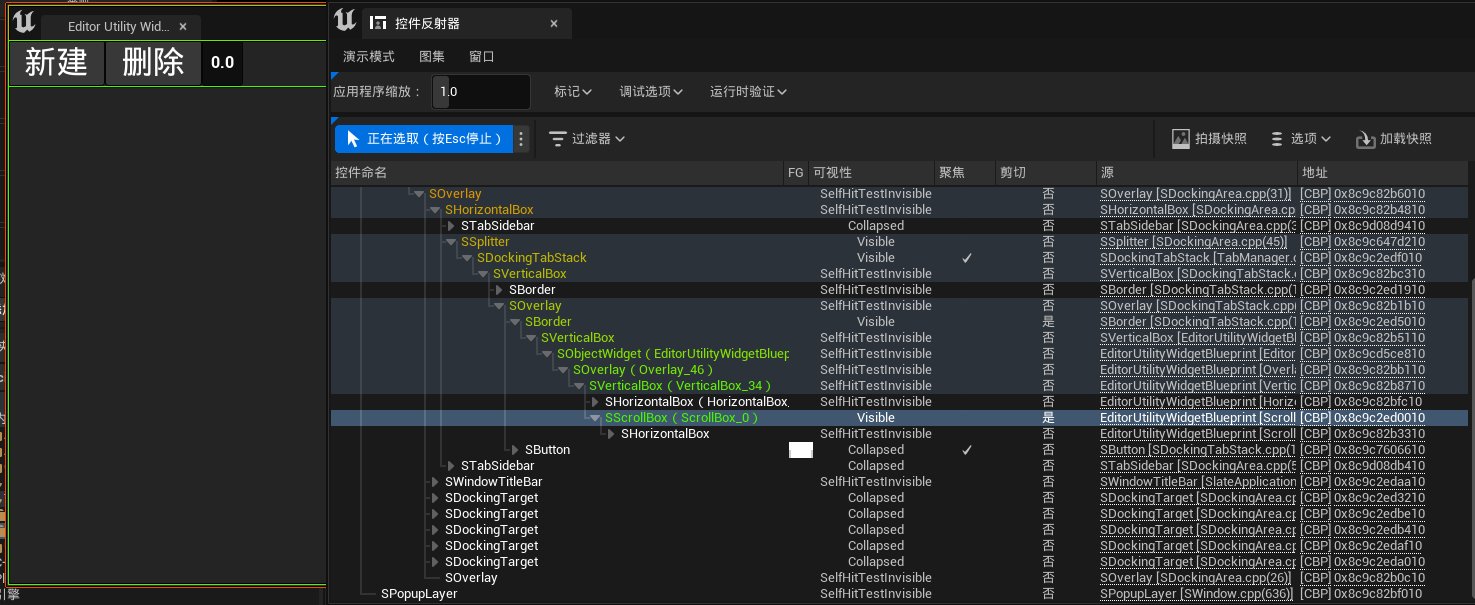 Editor Utility Wid...
新建 删除 0.0
控件反射器
演示模式 图集 窗口
应用程序缩放： 1.0 标记 调试选项 运行时验证
正在选取（按Esc停止） 过滤器 拍摄快照 选项 加载快照
控件命名 FG 可视性 聚焦 剪切 源 地址
SOverlay SelfHitTestInvisible 否 SOverlay [SDockingArea.cpp(31)] [CBP] 0x8c9c82b6010
SHorizontalBox SelfHitTestInvisible 否 SHorizontalBox [SDockingArea.cp [CBP] 0x8c9c82b4810
STabSidebar Collapsed 否 STabSidebar [SDockingArea.cpp(3 [CBP] 0x8c9d08d9410
SSplitter Visible 否 SSplitter [SDockingArea.cpp(45)] [CBP] 0x8c9c647d210
SDockingTabStack Visible ✓ 否 SDockingTabStack [TabManager.c [CBP] 0x8c9c2edf010
SVerticalBox SelfHitTestInvisible 否 SVerticalBox [SDockingTabStack.c [CBP] 0x8c9c82bc310
SBorder SelfHitTestInvisible 否 SBorder [SDockingTabStack.cpp(1 [CBP] 0x8c9c2ed1910
SOverlay SelfHitTestInvisible 否 SOverlay [SDockingTabStack.cpp( [CBP] 0x8c9c82b1b10
SBorder Visible 是 SBorder [SDockingTabStack.cpp(1 [CBP] 0x8c9c2ed5010
SVerticalBox SelfHitTestInvisible 否 SVerticalBox [EditorUtilityWidgetBl [CBP] 0x8c9c82b5110
SObjectWidget ( EditorUtilityWidgetBluep SelfHitTestInvisible 否 EditorUtilityWidgetBlueprint [Editor [CBP] 0x8c9cd5ce810
SOverlay ( Overlay_46 ) SelfHitTestInvisible 否 EditorUtilityWidgetBlueprint [Overl [CBP] 0x8c9c82bb110
SVerticalBox ( VerticalBox_34 ) SelfHitTestInvisible 否 EditorUtilityWidgetBlueprint [Vertic [CBP] 0x8c9c82b8710
SHorizontalBox ( HorizontalBox_ SelfHitTestInvisible 否 EditorUtilityWidgetBlueprint [Horiz [CBP] 0x8c9c82bfc10
SScrollBox ( ScrollBox_0 ) Visible 是 EditorUtilityWidgetBlueprint [Scroll [CBP] 0x8c9c2ed0010
SHorizontalBox SelfHitTestInvisible 否 EditorUtilityWidgetBlueprint [Scroll [CBP] 0x8c9c82b3310
SButton Collapsed ✓ 否 SButton [SDockingTabStack.cpp(1 [CBP] 0x8c9c7606610
STabSidebar Collapsed 否 STabSidebar [SDockingArea.cpp(5 [CBP] 0x8c9d08db410
SWindowTitleBar SelfHitTestInvisible 否 SWindowTitleBar [SlateApplication [CBP] 0x8c9c2edaa10
SDockingTarget Collapsed 否 SDockingTarget [SDockingArea.cp [CBP] 0x8c9c2ed3210
SDockingTarget Collapsed 否 SDockingTarget [SDockingArea.cp [CBP] 0x8c9c2edbe10
SDockingTarget Collapsed 否 SDockingTarget [SDockingArea.cp [CBP] 0x8c9c2edb410
SDockingTarget Collapsed 否 SDockingTarget [SDockingArea.cp [CBP] 0x8c9c2edaf10
SDockingTarget Collapsed 否 SDockingTarget [SDockingArea.cp [CBP] 0x8c9c2eda010
SOverlay SelfHitTestInvisible 否 SOverlay [SDockingArea.cpp(26)] [CBP] 0x8c9c82b0c10
SPopupLayer SelfHitTestInvisible 否 SPopupLayer [SWindow.cpp(636)] [CBP] 0x8c9c82bf010